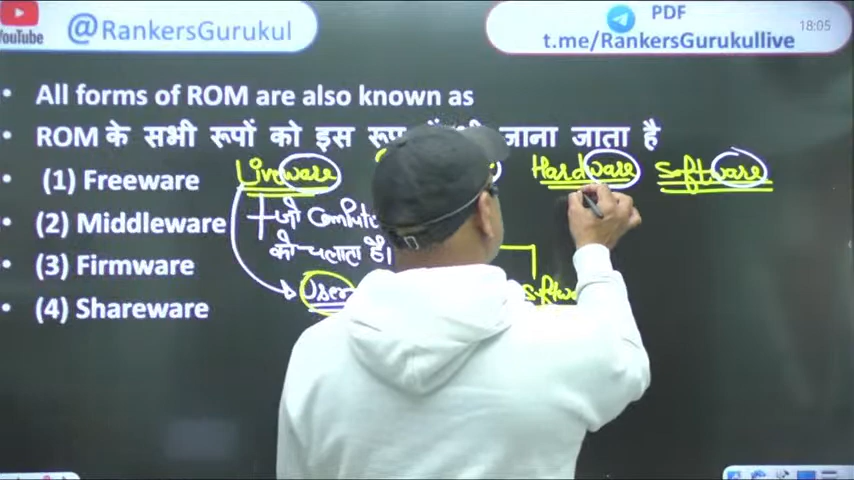 YouTube
@RankersGurukul
PDF
t.me/RankersGurukullive
18:05
• All forms of ROM are also known as
• ROM के सभी रूपों को इस जाना जाता है
• (1) Freeware
• (2) Middleware
• (3) Firmware
• (4) Shareware
Liveware Hardware Software
जो
को चलाता है।
User